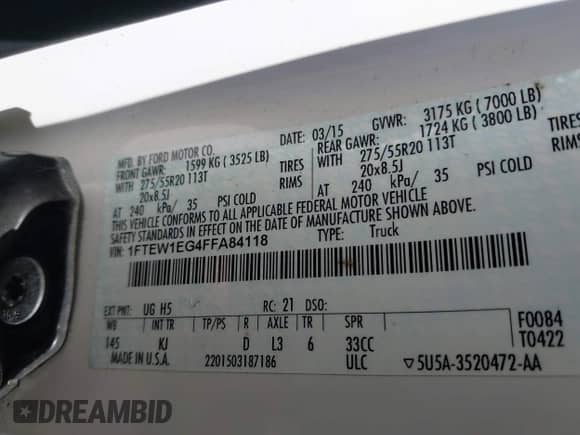 MFD. BY FORD MOTOR CO.
DATE: 03/15 GVWR: 3175 KG ( 7000 LB)
FRONT GAWR: 1599 KG ( 3525 LB) REAR GAWR: 1724 KG ( 3800 LB)
WITH 275/55R20 113T TIRES WITH 275/55R20 113T TIRES
20x8.5J RIMS 20x8.5J RIMS
AT 240 kPa/ 35 PSI COLD AT 240 kPa/ 35 PSI COLD
THIS VEHICLE CONFORMS TO ALL APPLICABLE FEDERAL MOTOR VEHICLE
SAFETY AND BUMPER STANDARDS IN EFFECT ON THE DATE OF MANUFACTURE SHOWN ABOVE.
VIN: 1FTEW1EG4FFA84118 TYPE: Truck
EXT PNT: UG H5 RC: 21 DSO: F0084
WB INT TR TP/PS R AXLE TR SPR T0422
145 KJ D L3 6 33CC
MADE IN U.S.A. 2201503187186 ULC ▽5U5A-3520472-AA
DREAMBID